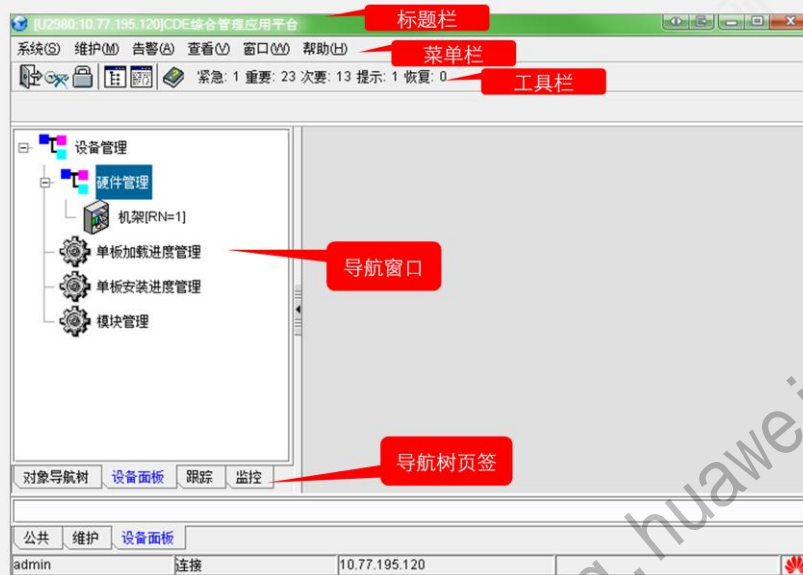 [U2980:10.77.195.120]CDE综合管理应用平台
标题栏
系统(S) 维护(M) 告警(A) 查看(V) 窗口(W) 帮助(H)
菜单栏
紧急: 1 重要: 23 次要: 13 提示: 1 恢复: 0
工具栏
设备管理
硬件管理
机架[RN=1]
单板加载进度管理
导航窗口
单板安装进度管理
模块管理
导航树页签
对象导航树 设备面板 跟踪 监控
公共 维护 设备面板
admin 连接 10.77.195.120
g.huawei